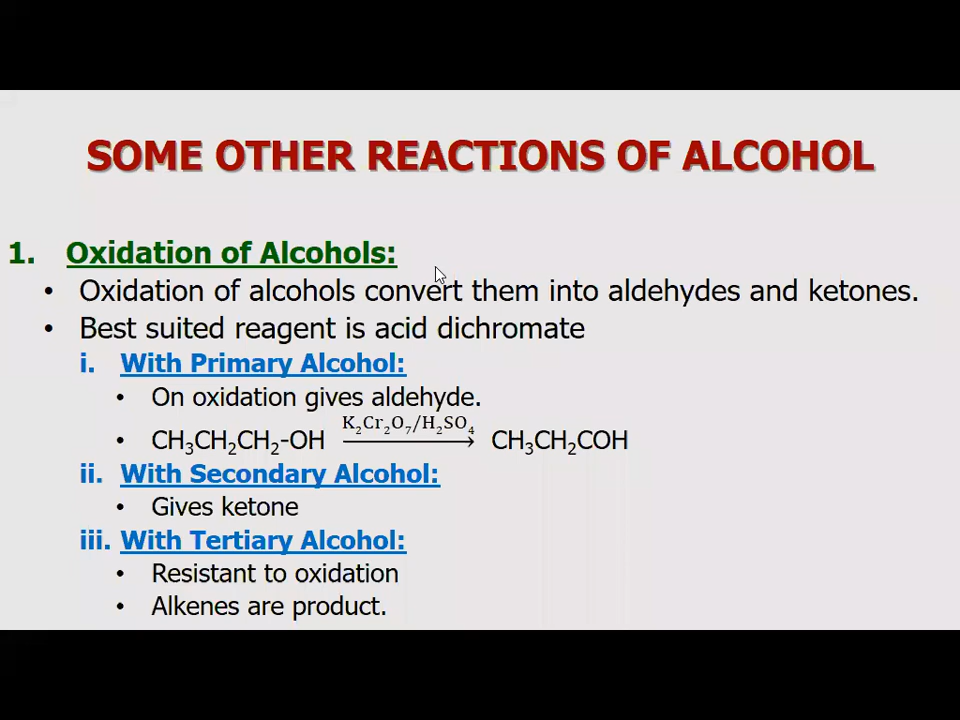 SOME OTHER REACTIONS OF ALCOHOL
1. Oxidation of Alcohols:
• Oxidation of alcohols convert them into aldehydes and ketones.
• Best suited reagent is acid dichromate
i. With Primary Alcohol:
• On oxidation gives aldehyde.
• CH₃CH₂CH₂-OH K₂Cr₂O₇/H₂SO₄ ⟶ CH₃CH₂COH
ii. With Secondary Alcohol:
• Gives ketone
iii. With Tertiary Alcohol:
• Resistant to oxidation
• Alkenes are product.